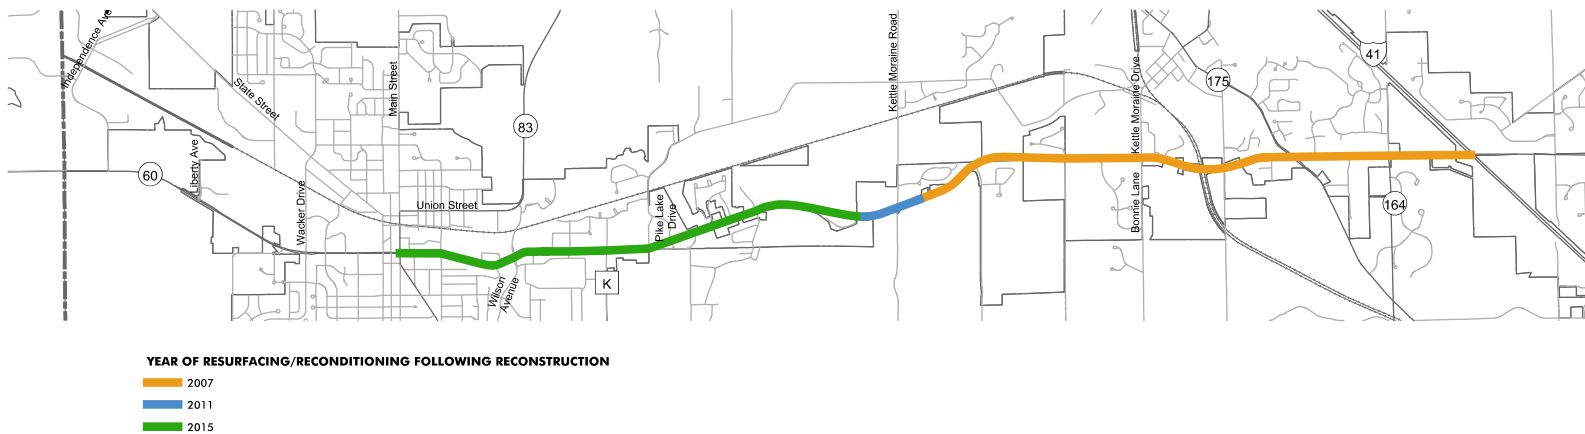 Independence Ave
State Street
Main Street
83
Kettle Moraine Road
Kettle Moraine Drive
175
41
60
Liberty Ave
Wacker Drive
Union Street
Pike Lake
Drive
Bonnie Lane
164
Wilson
Avenue
K
YEAR OF RESURFACING/RECONDITIONING FOLLOWING RECONSTRUCTION
2007
2011
2015